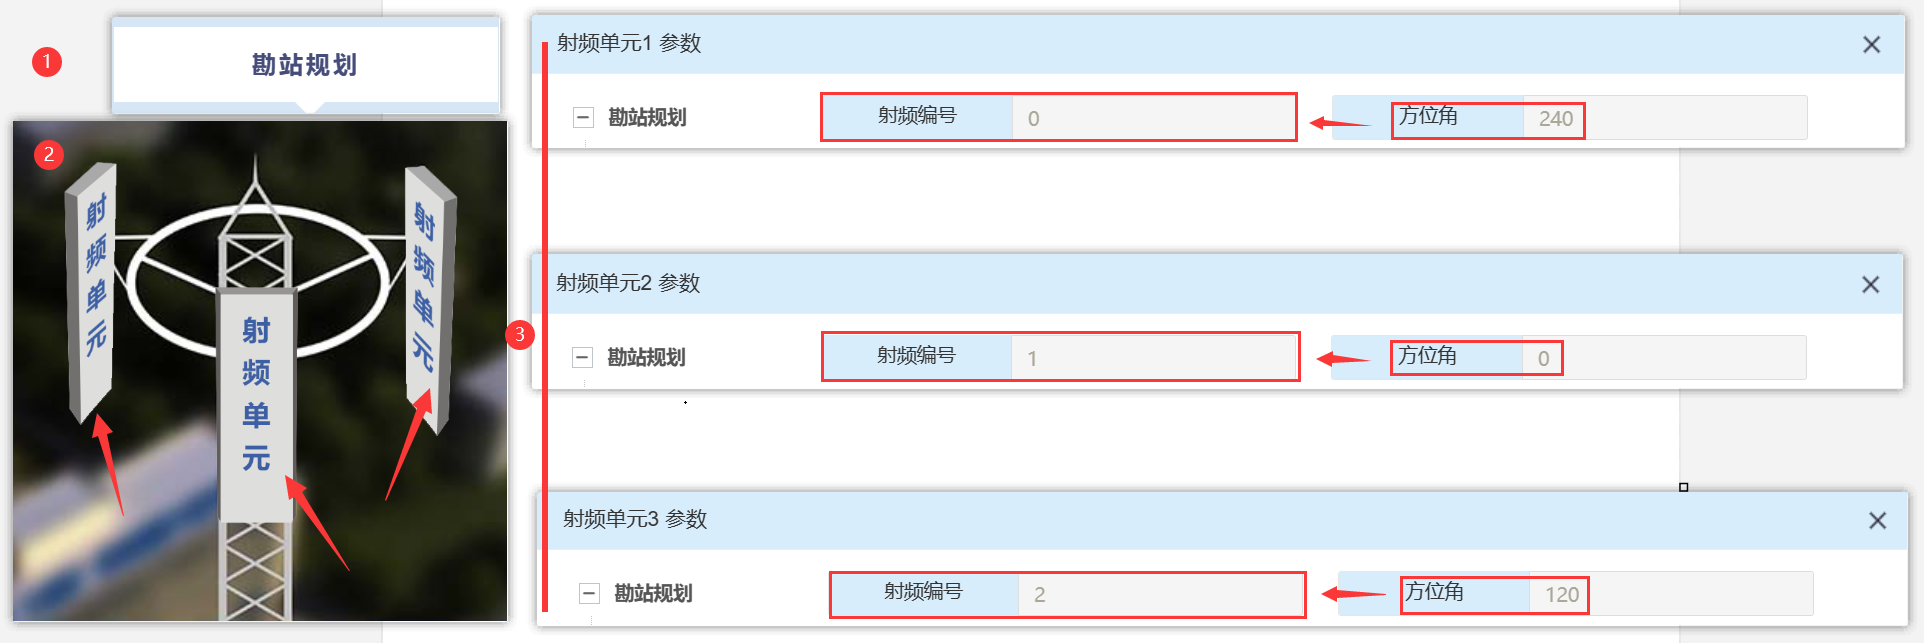 1
勘站规划
2
射频单元
射频单元
射频单元
3
射频单元1 参数
勘站规划
射频编号 0
方位角 240
射频单元2 参数
勘站规划
射频编号 1
方位角 0
射频单元3 参数
勘站规划
射频编号 2
方位角 120